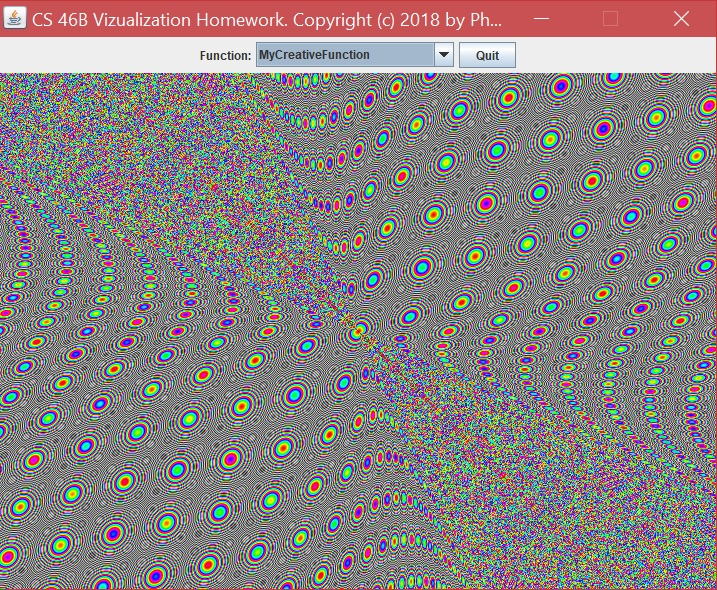 CS 46B Vizualization Homework. Copyright (c) 2018 by Ph...
Function: MyCreativeFunction Quit